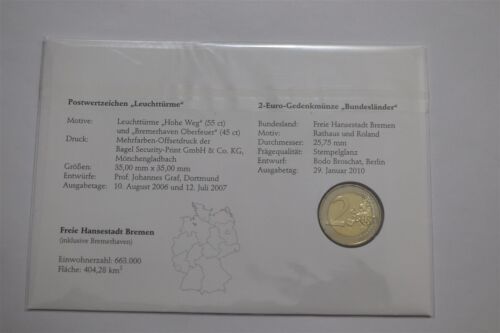 Postwertzeichen „Leuchttürme"
Motive: Leuchttürme „Hohe Weg" (55 ct)
und „Bremerhaven Oberfeuer" (45 ct)
Druck: Mehrfarben-Offsetdruck der
Bagel Security-Print GmbH & Co. KG,
Mönchengladbach
Größen: 35,00 mm x 35,00 mm
Entwürfe: Prof. Johannes Graf, Dortmund
Ausgabetage: 10. August 2006 und 12. Juli 2007
2-Euro-Gedenkmünze „Bundesländer"
Bundesland: Freie Hansestadt Bremen
Motiv: Rathaus und Roland
Durchmesser: 25,75 mm
Prägequalität: Stempelglanz
Entwurf: Bodo Broschat, Berlin
Ausgabetag: 29. Januar 2010
Freie Hansestadt Bremen
(inklusive Bremerhaven)
Einwohnerzahl: 663.000
Fläche: 404,28 km²
2